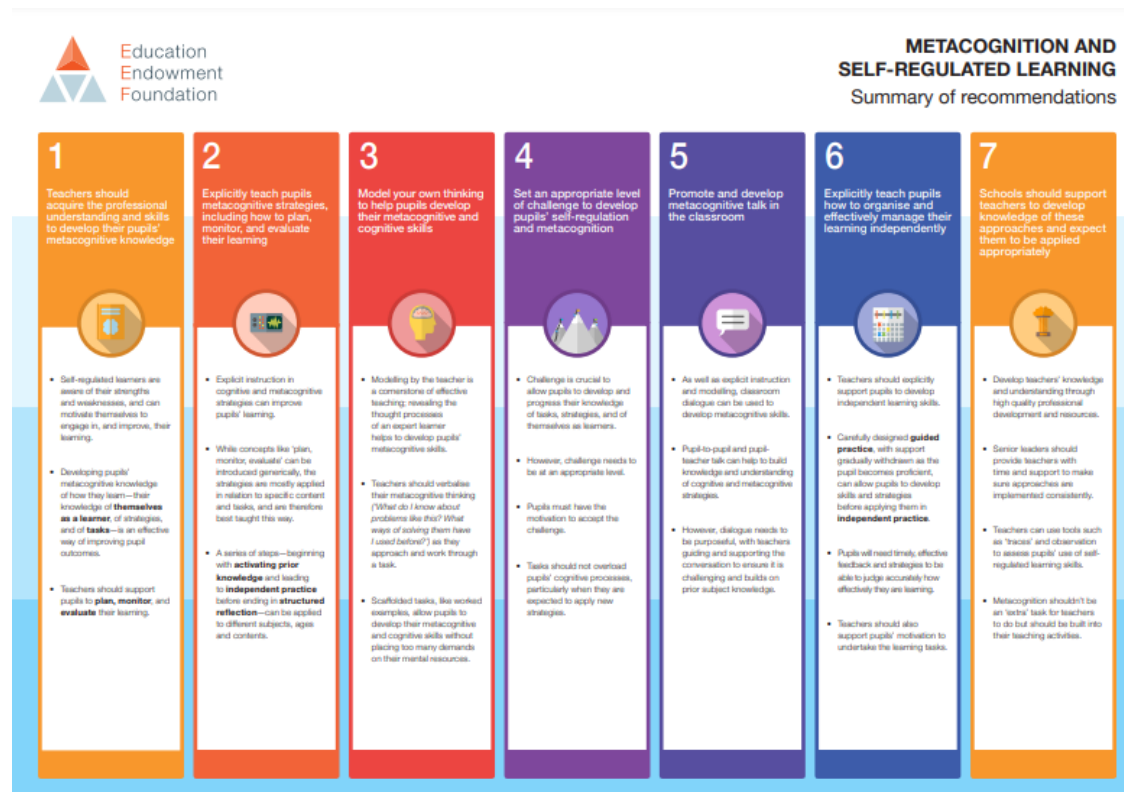 Education
Endowment
Foundation
METACOGNITION AND
SELF-REGULATED LEARNING
Summary of recommendations
1
Teachers should
acquire the professional
understanding and skills
to develop their pupils'
metacognitive knowledge
• Self-regulated learners are
aware of their strengths
and weaknesses, and can
motivate themselves to
engage in, and improve, their
learning.
• Developing pupils'
metacognitive knowledge
of how they learn—their
knowledge of themselves
as a learner, of strategies,
and of tasks—is an effective
way of improving pupil
outcomes.
• Teachers should support
pupils to plan, monitor, and
evaluate their learning.
2
Explicitly teach pupils
metacognitive strategies,
including how to plan,
monitor, and evaluate
their learning
• Explicit instruction in
cognitive and metacognitive
strategies can improve
pupils' learning.
• While concepts like 'plan,
monitor, evaluate' can be
introduced generically, the
strategies are mostly applied
in relation to specific content
and tasks, and are therefore
best taught this way.
• A series of steps—beginning
with activating prior
knowledge and leading
to independent practice
before ending in structured
reflection—can be applied
to different subjects, ages
and contents.
3
Model your own thinking
to help pupils develop
their metacognitive and
cognitive skills
• Modelling by the teacher is
a cornerstone of effective
teaching; revealing the
thought processes
of an expert learner
helps to develop pupils'
metacognitive skills.
• Teachers should verbalise
their metacognitive thinking
('What do I know about
problems like this? What
ways of solving them have
I used before?') as they
approach and work through
a task.
• Scaffolded tasks, like worked
examples, allow pupils to
develop their metacognitive
and cognitive skills without
placing too many demands
on their mental resources.
4
Set an appropriate level
of challenge to develop
pupils' self-regulation
and metacognition
• Challenge is crucial to
allow pupils to develop and
progress their knowledge
of tasks, strategies, and of
themselves as learners.
• However, challenge needs to
be at an appropriate level.
• Pupils must have the
motivation to accept the
challenge.
• Tasks should not overload
pupils' cognitive processes,
particularly when they are
expected to apply new
strategies.
5
Promote and develop
metacognitive talk in
the classroom
• As well as explicit instruction
and modelling, classroom
dialogue can be used to
develop metacognitive skills.
• Pupil-to-pupil and pupil-
teacher talk can help to build
knowledge and understanding
of cognitive and metacognitive
strategies.
• However, dialogue needs to
be purposeful, with teachers
guiding and supporting the
conversation to ensure it is
challenging and builds on
prior subject knowledge.
6
Explicitly teach pupils
how to organise and
effectively manage their
learning independently
• Teachers should explicitly
support pupils to develop
independent learning skills.
• Carefully designed guided
practice, with support
gradually withdrawn as the
pupil becomes proficient,
can allow pupils to develop
skills and strategies
before applying them in
independent practice.
• Pupils will need timely, effective
feedback and strategies to be
able to judge accurately how
effectively they are learning.
• Teachers should also
support pupils' motivation to
undertake the learning tasks.
7
Schools should support
teachers to develop
knowledge of these
approaches and expect
them to be applied
appropriately
• Develop teachers' knowledge
and understanding through
high quality professional
development and resources.
• Senior leaders should
provide teachers with
time and support to make
sure approaches are
implemented consistently.
• Teachers can use tools such
as 'traces' and observation
to assess pupils' use of self-
regulated learning skills.
• Metacognition shouldn't be
an 'extra' task for teachers
to do but should be built into
their teaching activities.